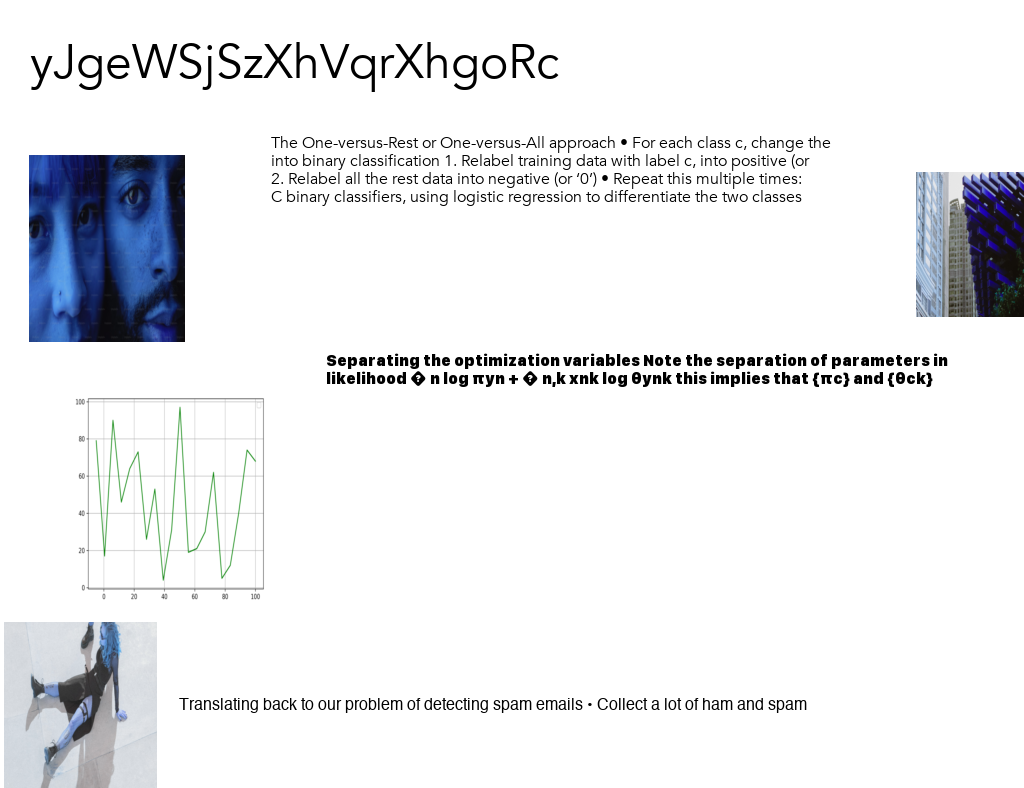 yJgeWSjSzXhVqrXhgoRc
The One-versus-Rest or One-versus-All approach • For each class c, change the
into binary classification 1. Relabel training data with label c, into positive (or
2. Relabel all the rest data into negative (or ‘0’) • Repeat this multiple times:
C binary classifiers, using logistic regression to differentiate the two classes
Separating the optimization variables Note the separation of parameters in
likelihood � n log πyn + � n,k xnk log θynk this implies that {πc} and {θck}
100
80
60
40
20
0
0 20 40 60 80 100
Translating back to our problem of detecting spam emails • Collect a lot of ham and spam